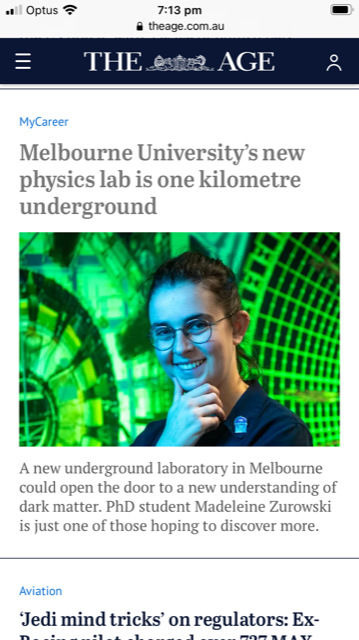 Optus 7:13 pm
theage.com.au
THE AGE
MyCareer
Melbourne University’s new
physics lab is one kilometre
underground
A new underground laboratory in Melbourne
could open the door to a new understanding of
dark matter. PhD student Madeleine Zurowski
is just one of those hoping to discover more.
Aviation
‘Jedi mind tricks’ on regulators: Ex-
Boeing pilot charged over 737 MAX